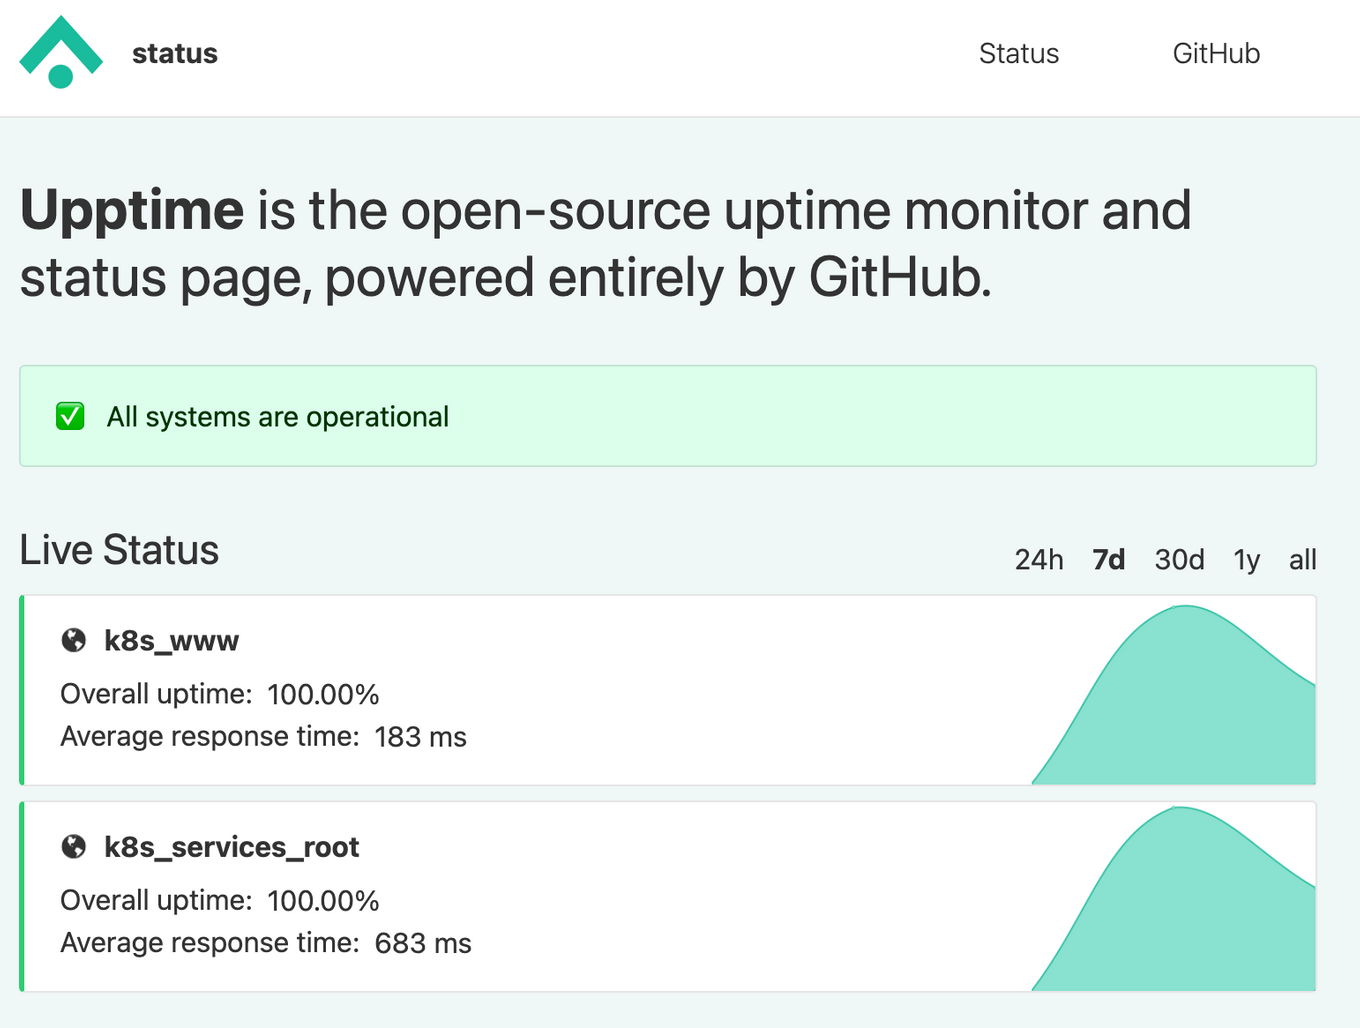 status
Status
GitHub
Upptime is the open-source uptime monitor and
status page, powered entirely by GitHub.
✅ All systems are operational
Live Status
24h 7d 30d 1y all
k8s_www
Overall uptime: 100.00%
Average response time: 183 ms
k8s_services_root
Overall uptime: 100.00%
Average response time: 683 ms